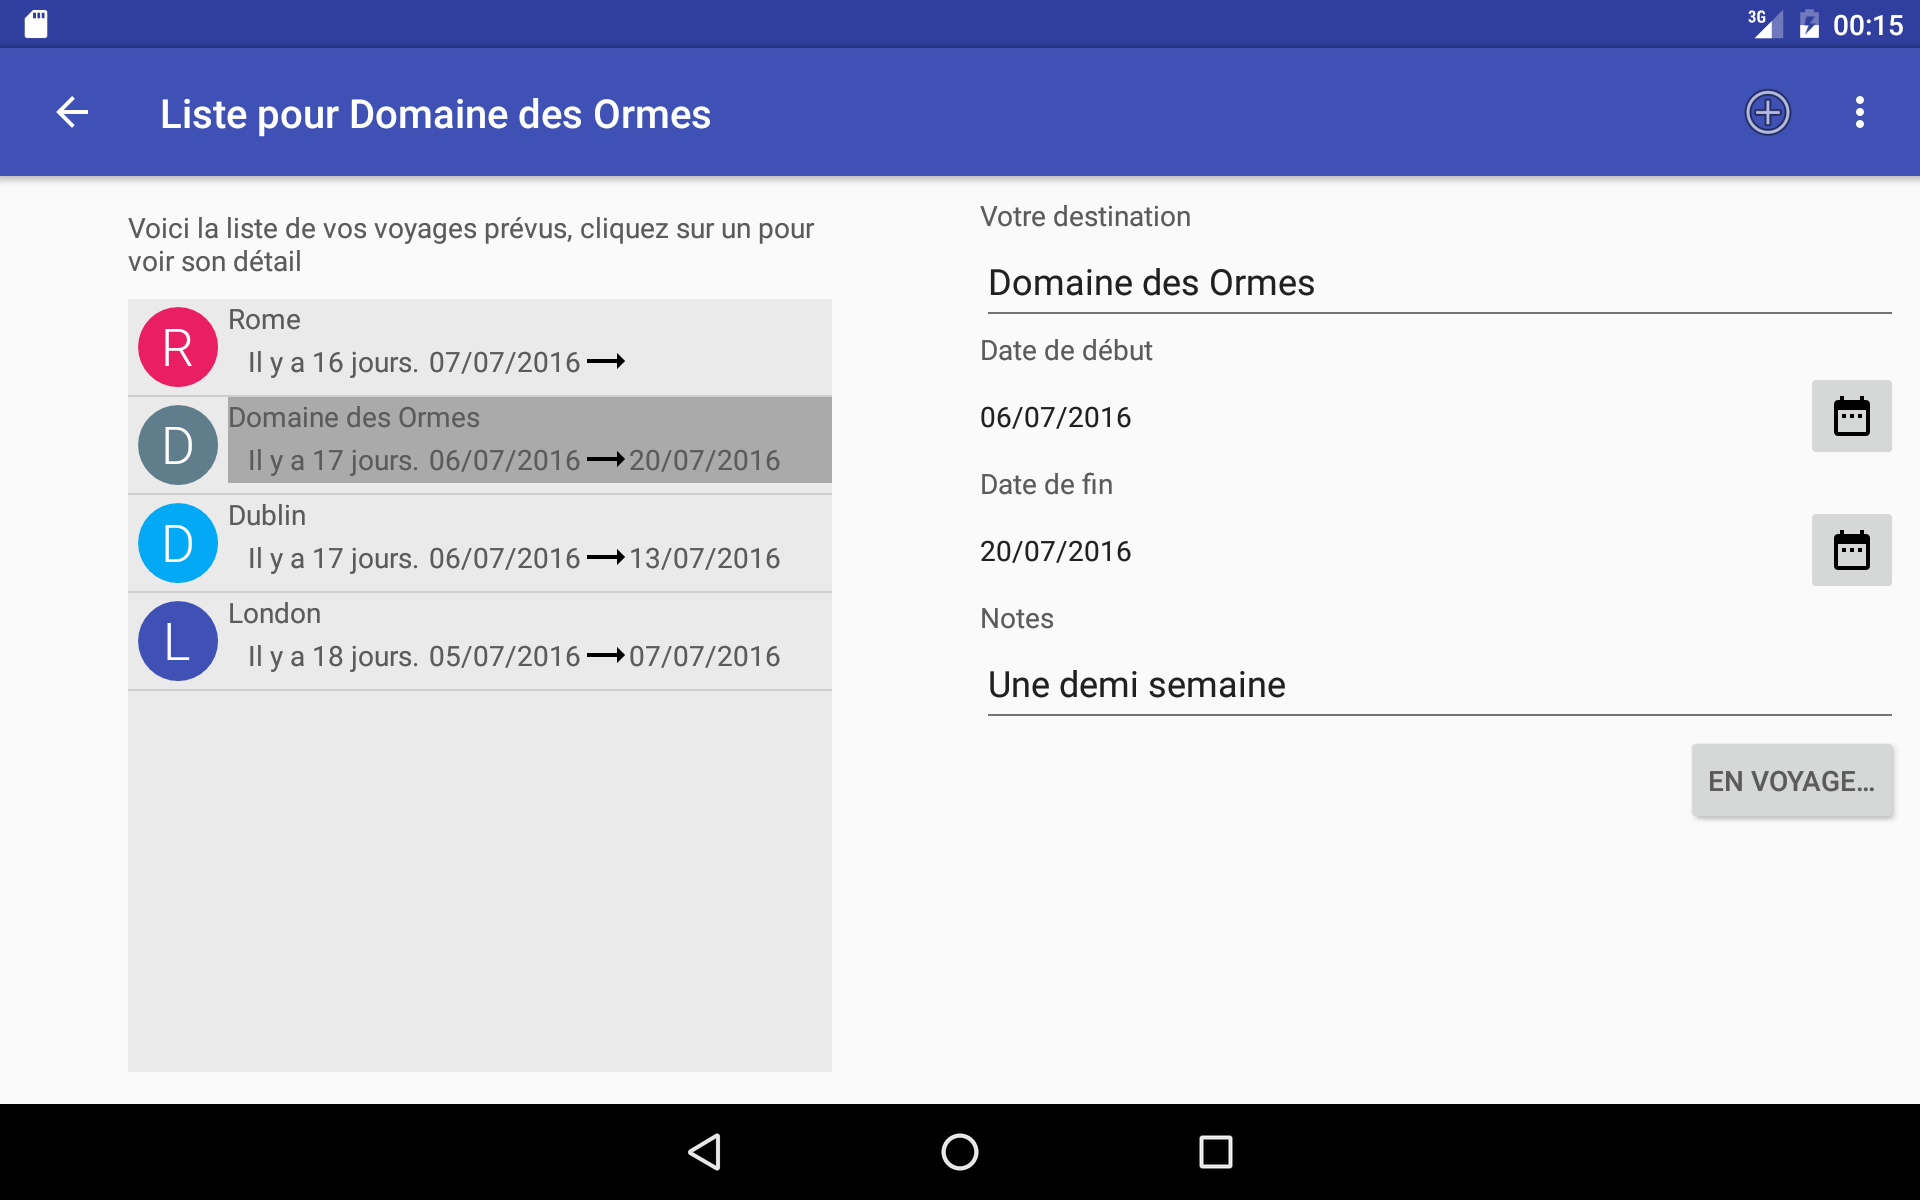 3G 00:15
Liste pour Domaine des Ormes
Voici la liste de vos voyages prévus, cliquez sur un pour
voir son détail
R
Rome
Il y a 16 jours. 07/07/2016
D
Domaine des Ormes
Il y a 17 jours. 06/07/2016 20/07/2016
D
Dublin
Il y a 17 jours. 06/07/2016 13/07/2016
L
London
Il y a 18 jours. 05/07/2016 07/07/2016
Votre destination
Domaine des Ormes
Date de début
06/07/2016
Date de fin
20/07/2016
Notes
Une demi semaine
EN VOYAGE...